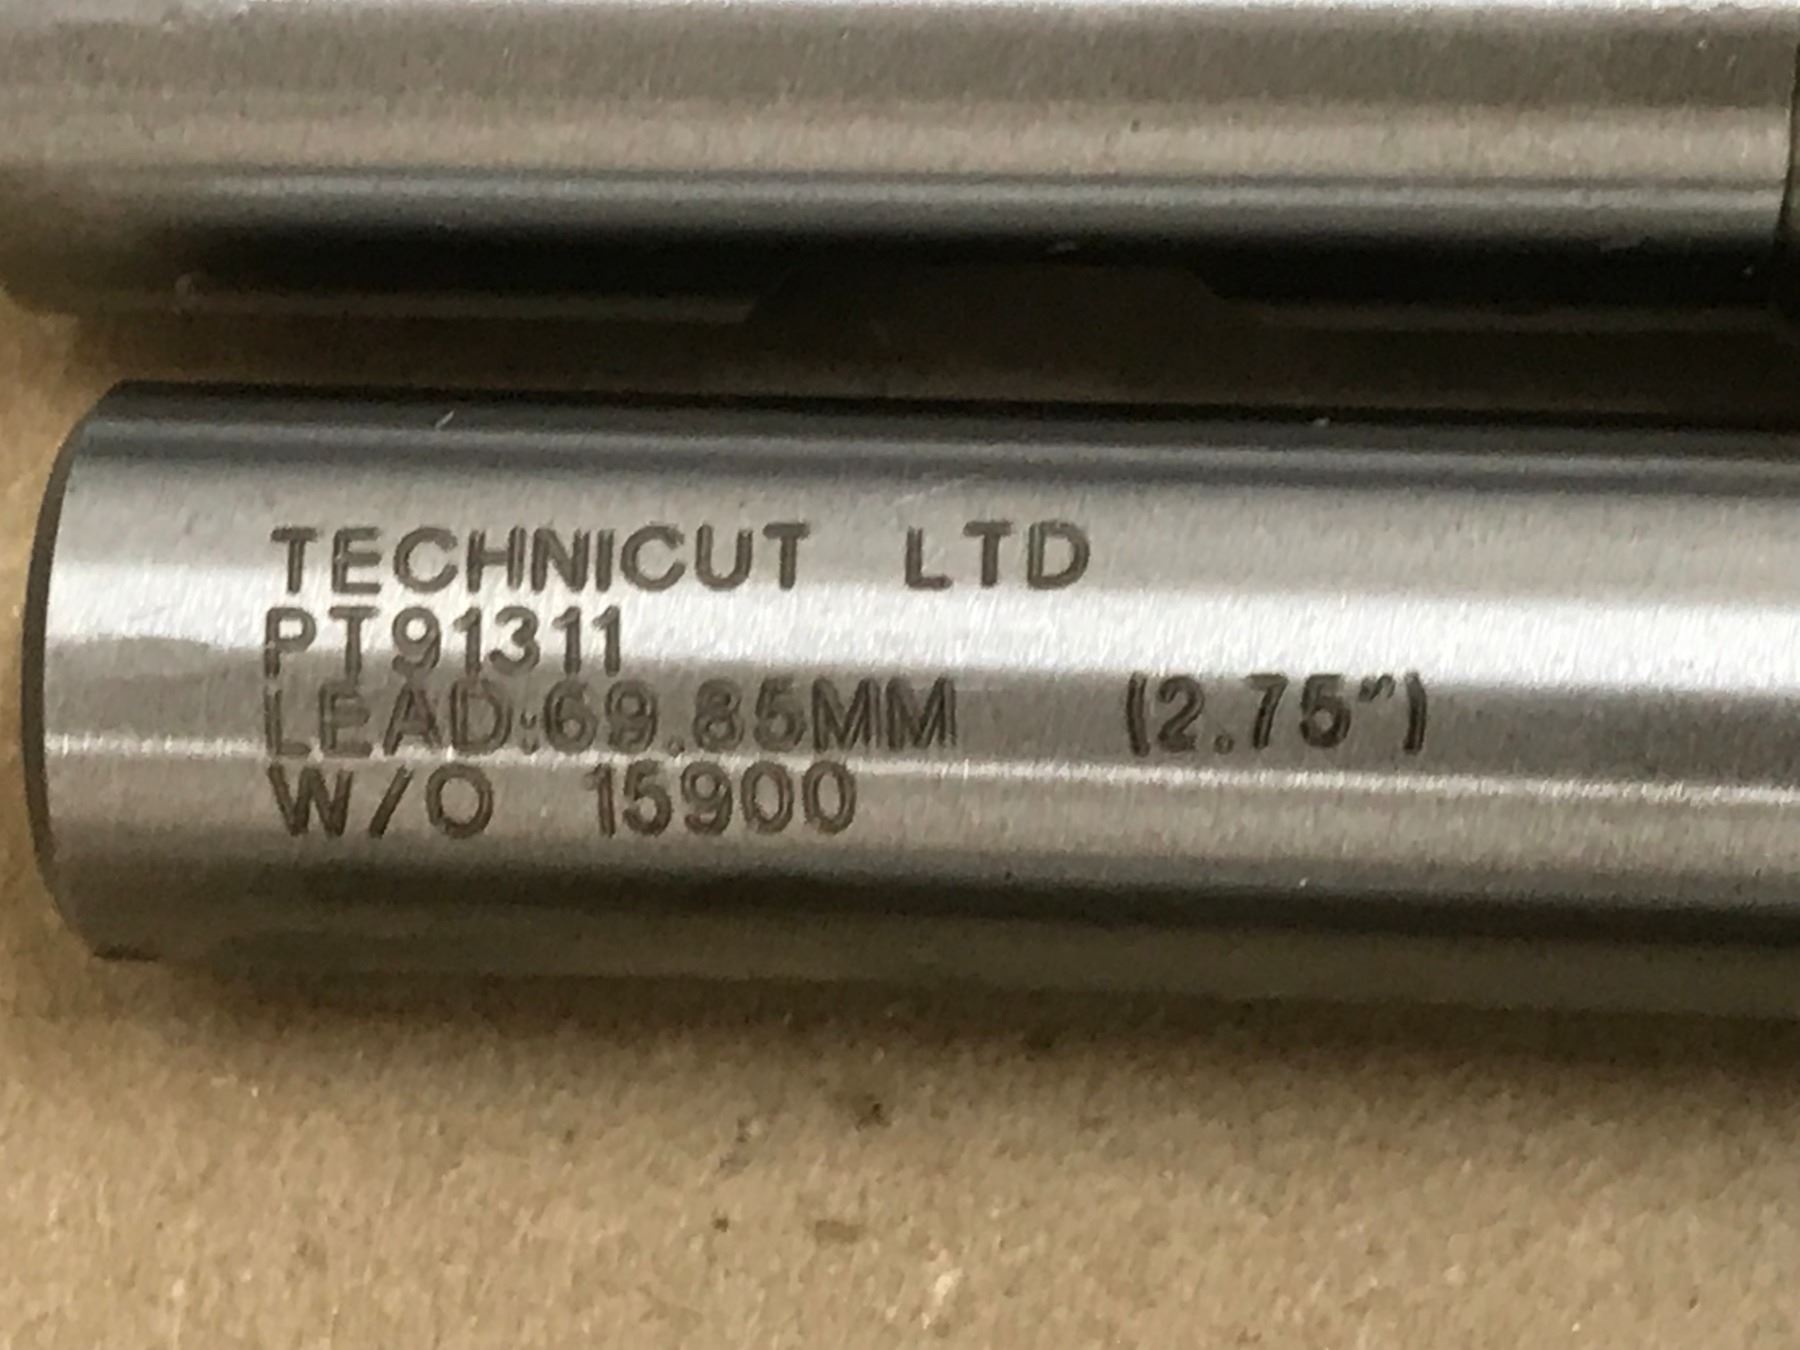 TECHNICUT LTD
PT91311
LEAD:69.85MM (2.75")
W/O 15900